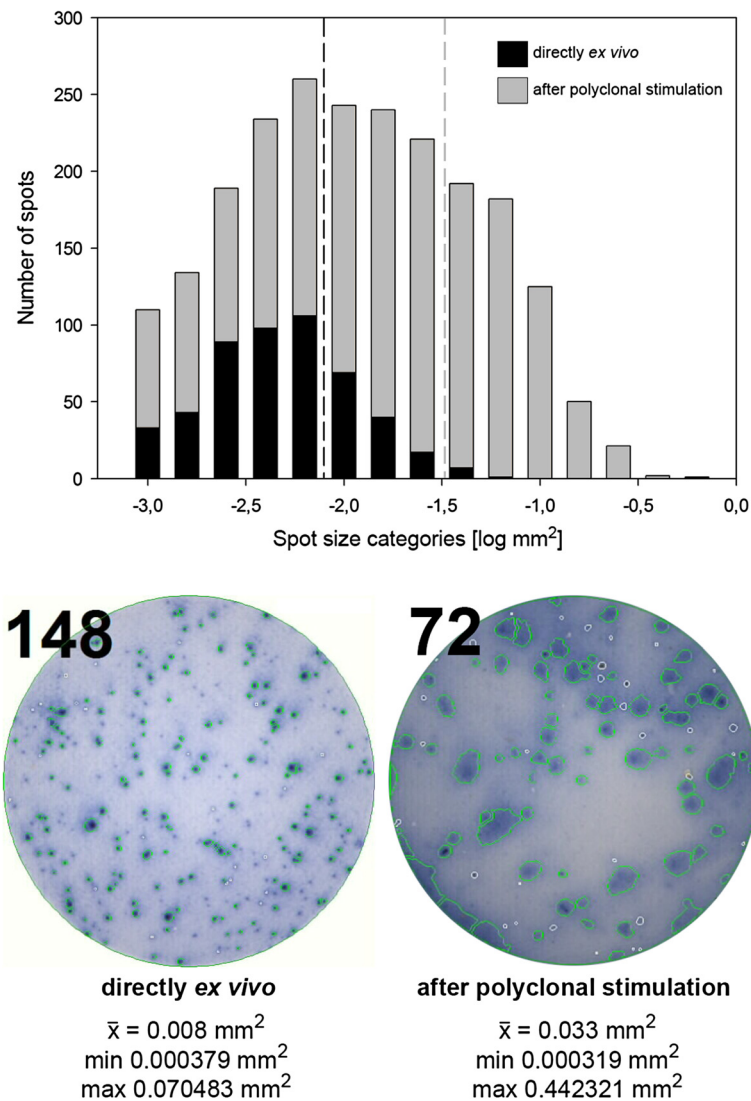 300
250
200
150
100
50
0
Number of spots
directly ex vivo
after polyclonal stimulation
-3,0 -2,5 -2,0 -1,5 -1,0 -0,5 0,0
Spot size categories [log mm²]
148 72
directly ex vivo after polyclonal stimulation
x̄ = 0.008 mm² x̄ = 0.033 mm²
min 0.000379 mm² min 0.000319 mm²
max 0.070483 mm² max 0.442321 mm²